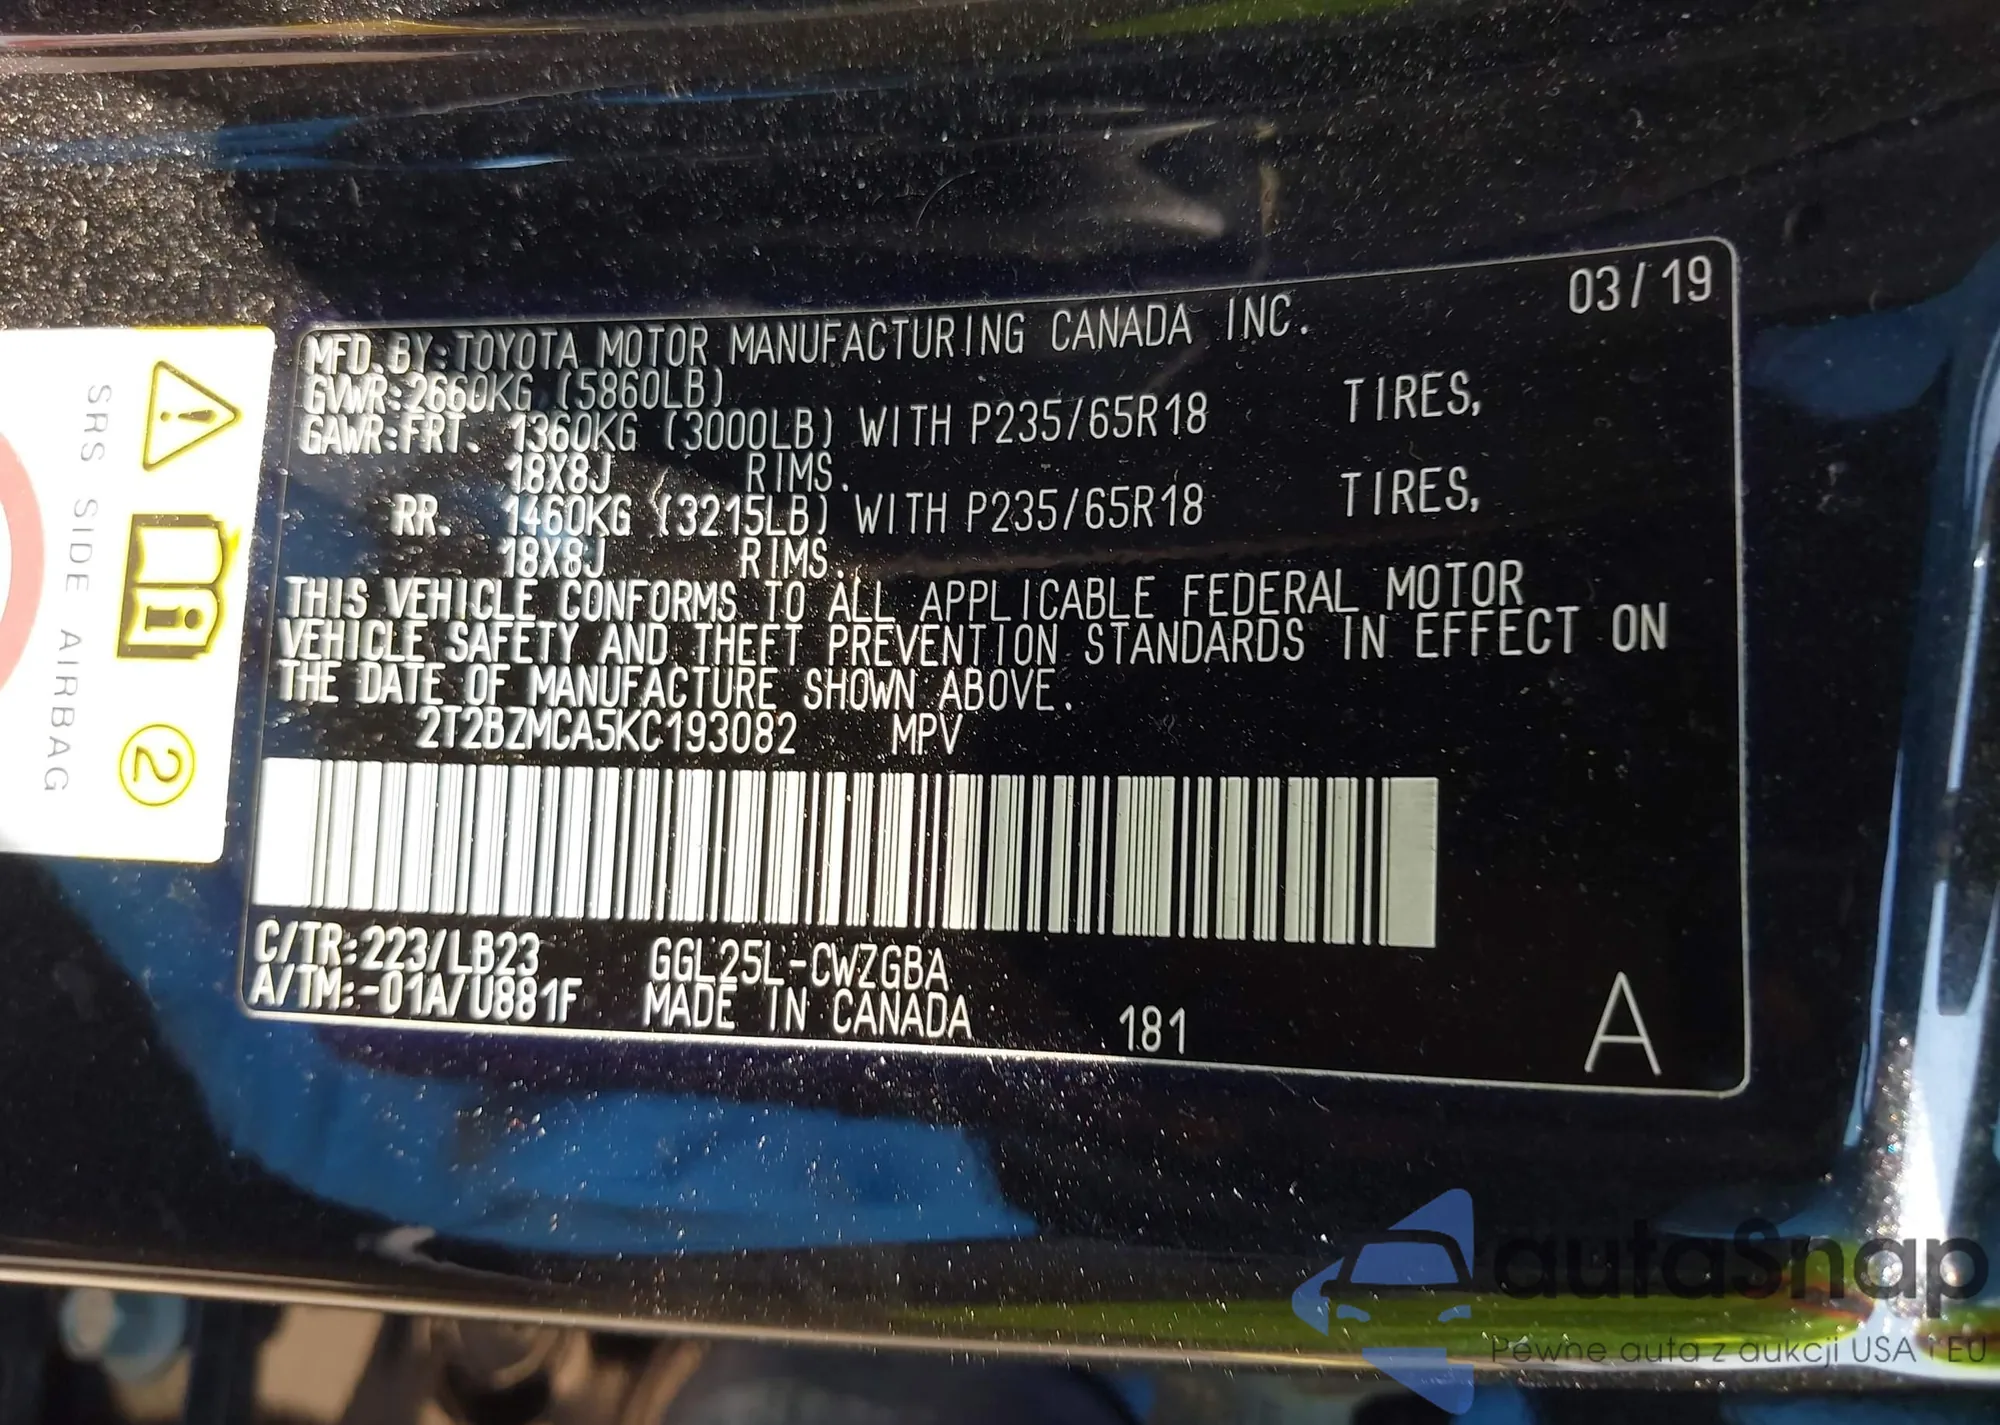 03/19
MFD. BY: TOYOTA MOTOR MANUFACTURING CANADA INC.
GVWR: 2660KG (5860LB)
GAWR: FRT. 1360KG (3000LB) WITH P235/65R18 TIRES,
18X8J RIMS.
RR. 1460KG (3215LB) WITH P235/65R18 TIRES,
18X8J RIMS.
THIS VEHICLE CONFORMS TO ALL APPLICABLE FEDERAL MOTOR
VEHICLE SAFETY AND THEFT PREVENTION STANDARDS IN EFFECT ON
THE DATE OF MANUFACTURE SHOWN ABOVE.
2T2BZMCA5KC193082 MPV
C/TR: 223/LB23 GGL25L-CWZGBA
A/TM: -01A/U881F MADE IN CANADA 181 A
SRS SIDE AIRBAG
2
autaSnap
Pewne auta z aukcji USA i EU